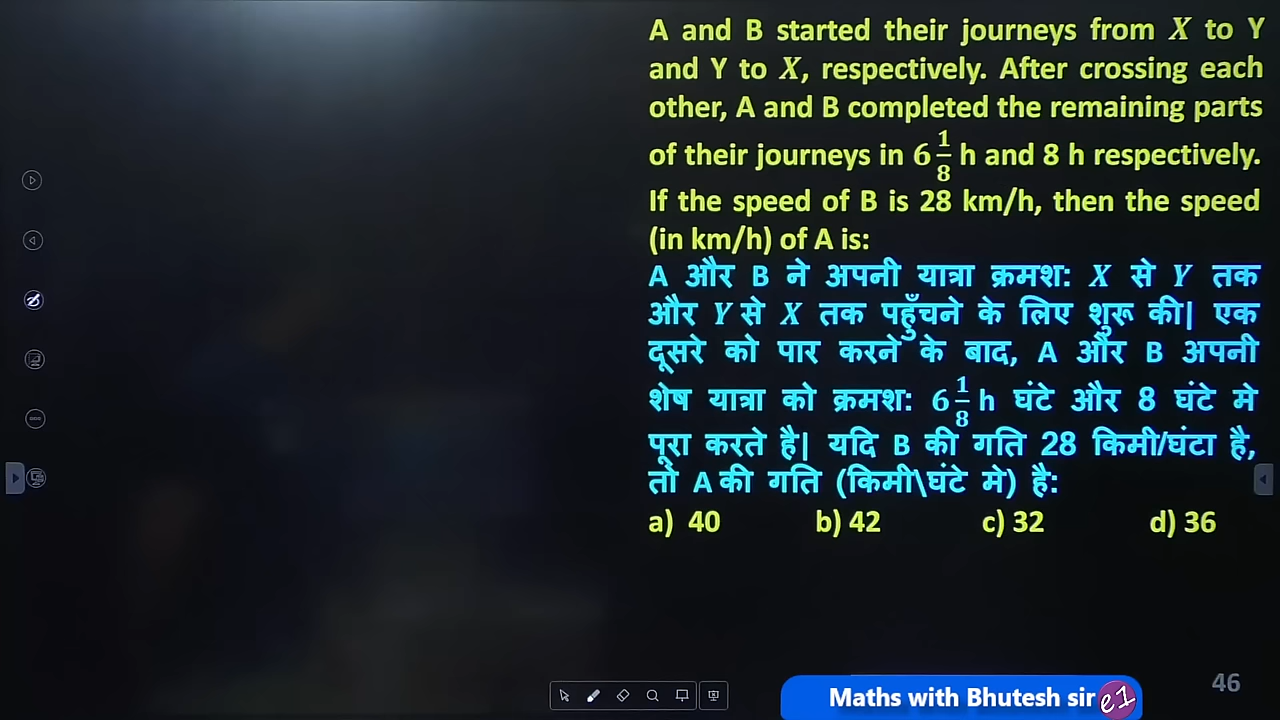 A and B started their journeys from X to Y
and Y to X, respectively. After crossing each
other, A and B completed the remaining parts
of their journeys in 6 1/8 h and 8 h respectively.
If the speed of B is 28 km/h, then the speed
(in km/h) of A is:
A और B ने अपनी यात्रा क्रमश: X से Y तक
और Y से X तक पहुँचने के लिए शुरू की| एक
दूसरे को पार करने के बाद, A और B अपनी
शेष यात्रा को क्रमश: 6 1/8 h घंटे और 8 घंटे मे
पूरा करते है| यदि B की गति 28 किमी/घंटा है,
तो A की गति (किमी\घंटे मे) है:
a) 40 b) 42 c) 32 d) 36
Maths with Bhutesh sir e1
46